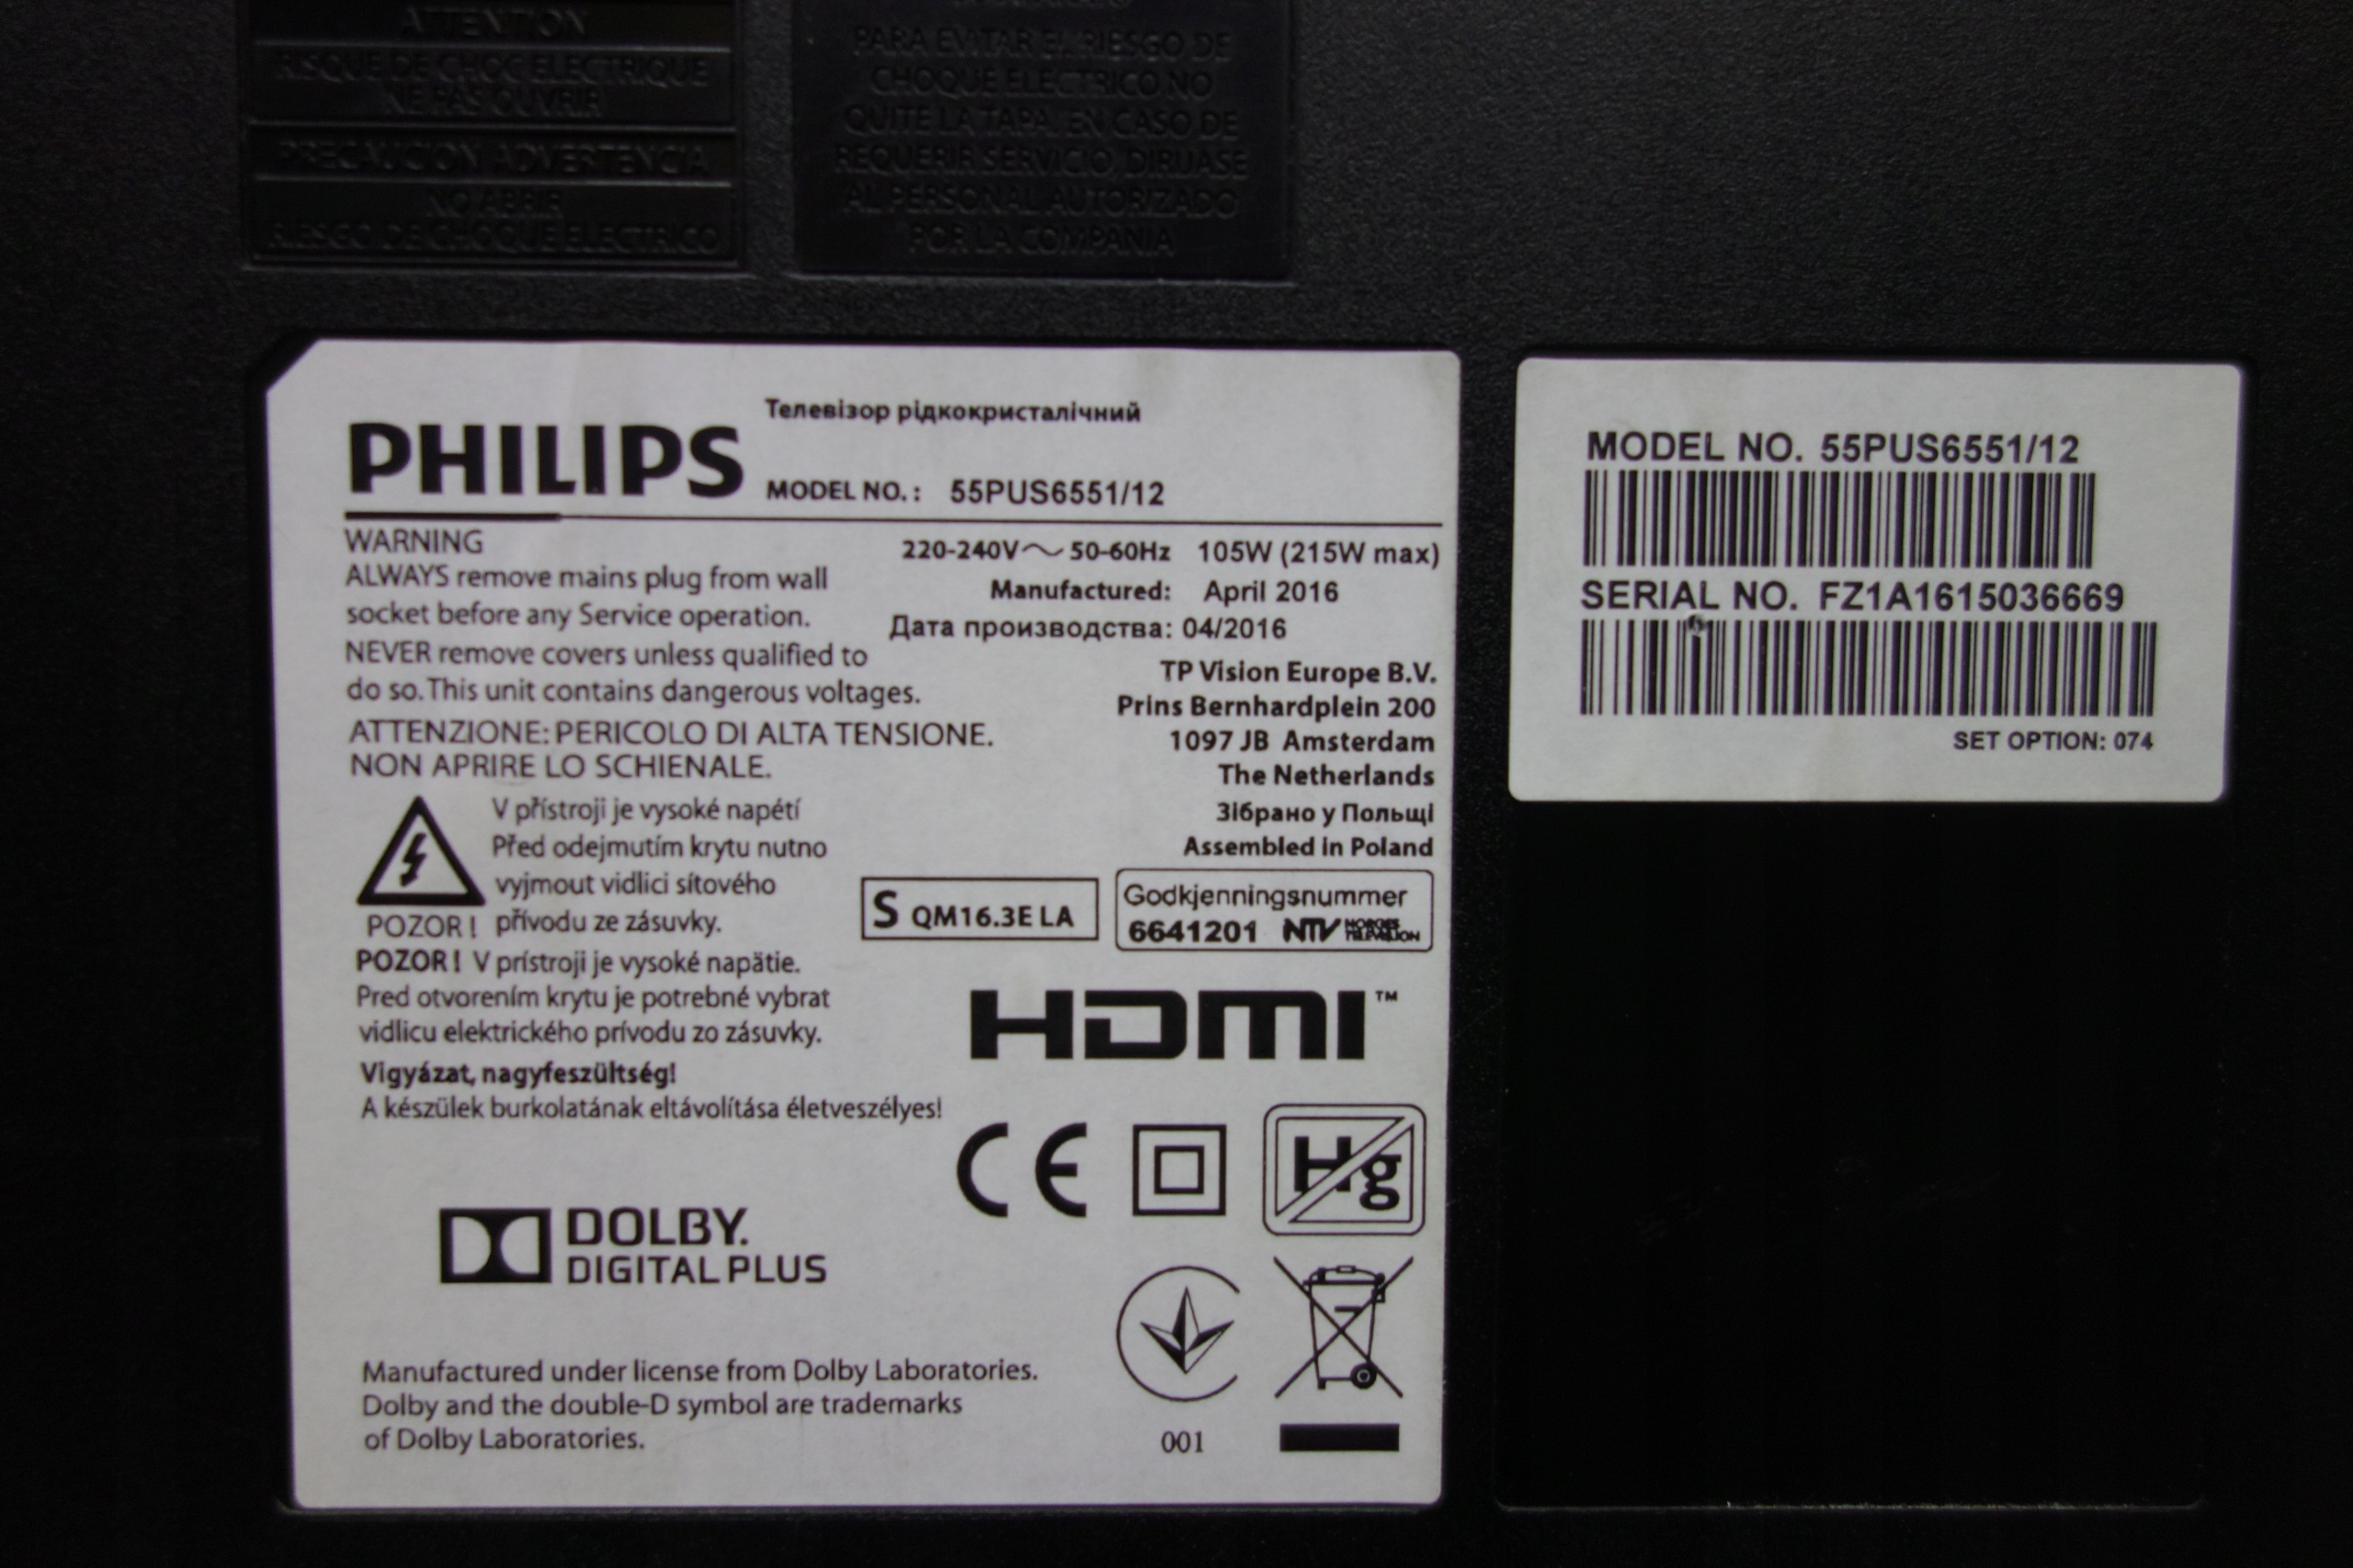 ATTENTION
RISQUE DE CHOC ELECTRIQUE
NE PAS OUVRIR
PRECAUCION ADVERTENCIA
NO ABRIR
RIESGO DE CHOQUE ELECTRICO
PARA EVITAR EL RIESGO DE
CHOQUE ELECTRICO NO
QUITE LA TAPA. EN CASO DE
REQUERIR SERVICIO, DIRIJASE
AL PERSONAL AUTORIZADO
POR LA COMPANIA
Телевізор рідкокристалічний
PHILIPS
MODEL NO.: 55PUS6551/12
WARNING
ALWAYS remove mains plug from wall
socket before any Service operation.
NEVER remove covers unless qualified to
do so. This unit contains dangerous voltages.
ATTENZIONE: PERICOLO DI ALTA TENSIONE.
NON APRIRE LO SCHIENALE.
220-240V~ 50-60Hz 105W (215W max)
Manufactured: April 2016
Дата производства: 04/2016
TP Vision Europe B.V.
Prins Bernhardplein 200
1097 JB Amsterdam
The Netherlands
Зібрано у Польщі
Assembled in Poland
V přístroji je vysoké napétí
Před odejmutím krytu nutno
vyjmout vidlici sítového
POZOR! přívodu ze zásuvky.
POZOR! V prístroji je vysoké napätie.
Pred otvorením krytu je potrebné vybrat
vidlicu elektrického prívodu zo zásuvky.
Vigyázat, nagyfeszültség!
A készülek burkolatának eltávolítása életveszélyes!
S QM16.3E LA
Godkjenningsnummer
6641201 NTV NORGES
TELEVISJON
HDMI™
CE
Hg
DOLBY.
DIGITAL PLUS
Manufactured under license from Dolby Laboratories.
Dolby and the double-D symbol are trademarks
of Dolby Laboratories.
001
MODEL NO. 55PUS6551/12
SERIAL NO. FZ1A1615036669
SET OPTION: 074